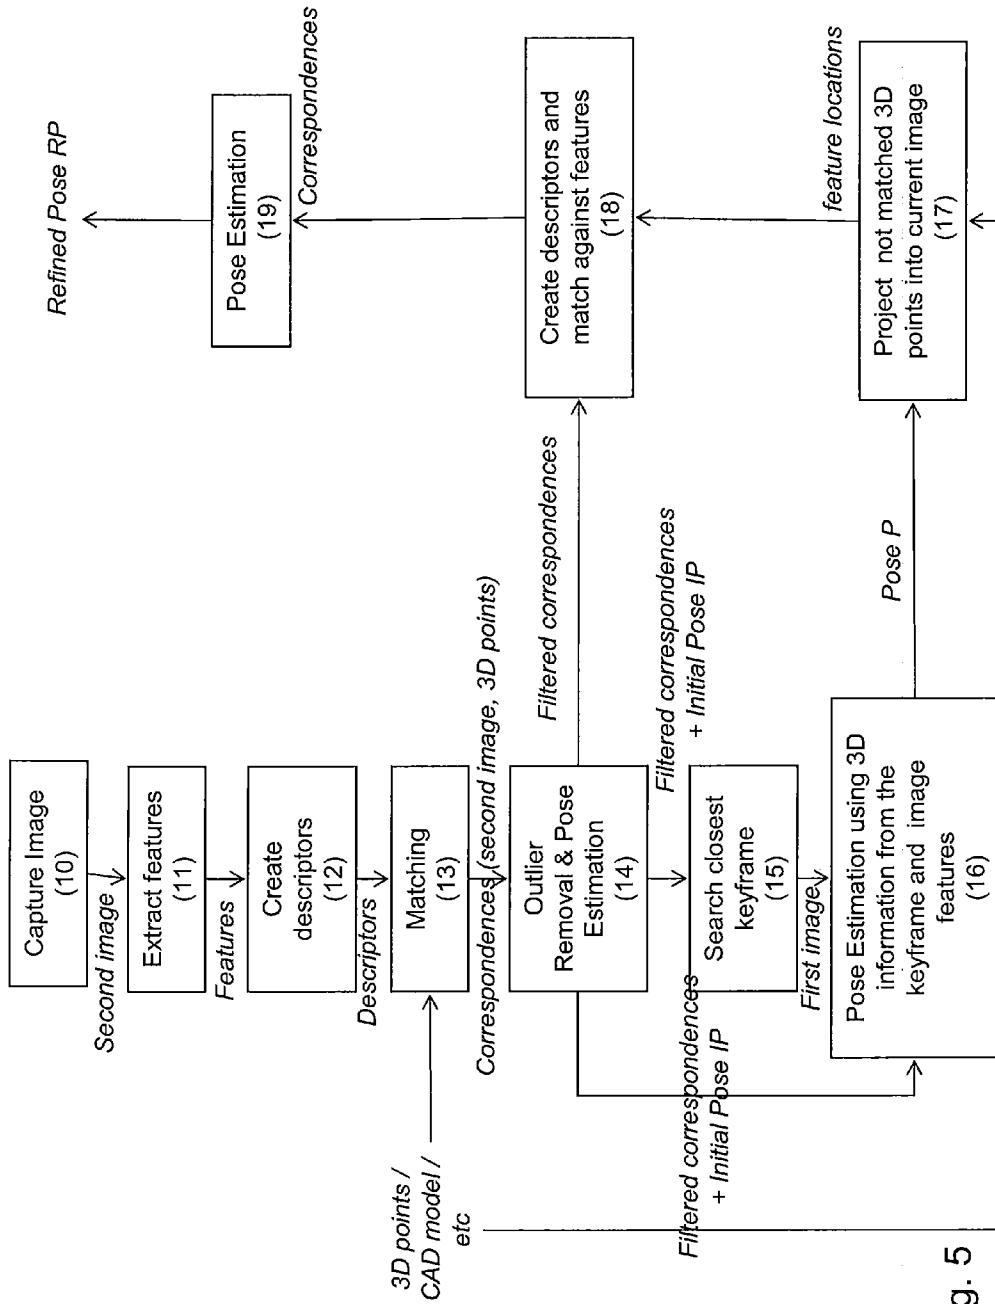 Capture Image
(10)
Second image
Extract features
(11)
Features
Create
descriptors
(12)
Descriptors
3D points /
CAD model /
etc
Matching
(13)
Correspondences (second image, 3D points)
Outlier
Removal & Pose
Estimation
(14)
Filtered correspondences
Filtered correspondences
+ Initial Pose IP
Filtered correspondences
+ Initial Pose IP
Search closest
keyframe
(15)
First image
Pose Estimation using 3D
information from the
keyframe and image
features
(16)
Pose P
Project not matched 3D
points into current image
(17)
feature locations
Create descriptors and
match against features
(18)
Correspondences
Pose Estimation
(19)
Refined Pose RP
g. 5